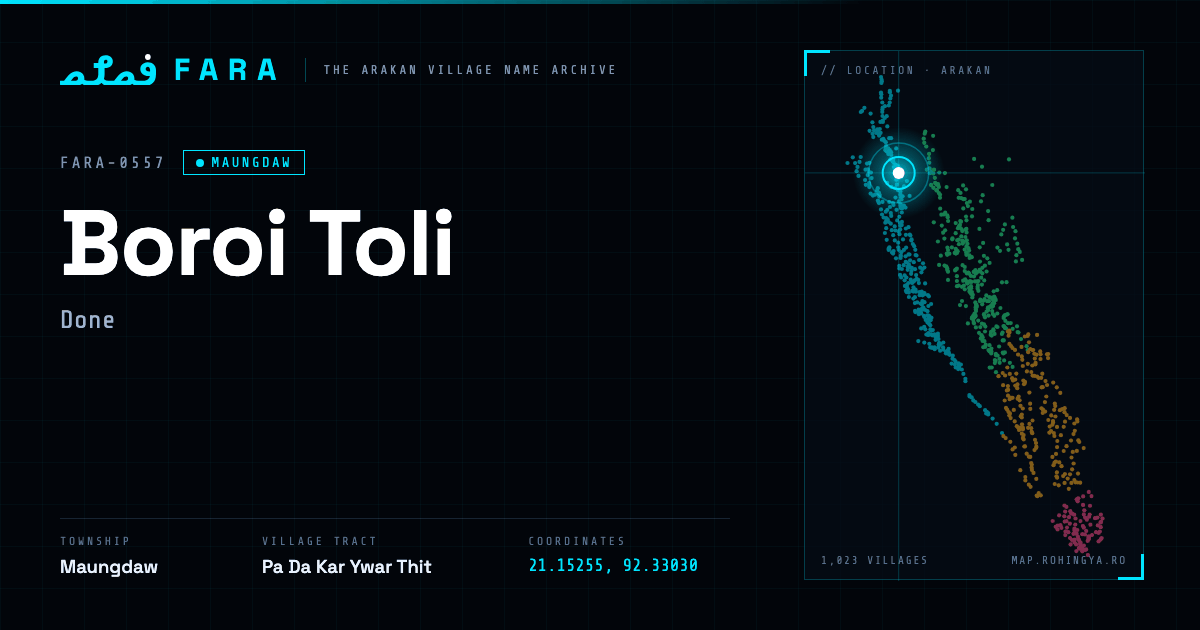 FARA
THE ARAKAN VILLAGE NAME ARCHIVE
FARA-0557
MAUNGDAW
Boroi Toli
Done
TOWNSHIP
Maungdaw
VILLAGE TRACT
Pa Da Kar Ywar Thit
COORDINATES
21.15255, 92.33030
// LOCATION · ARAKAN
1,023 VILLAGES
MAP.ROHINGYA.RO